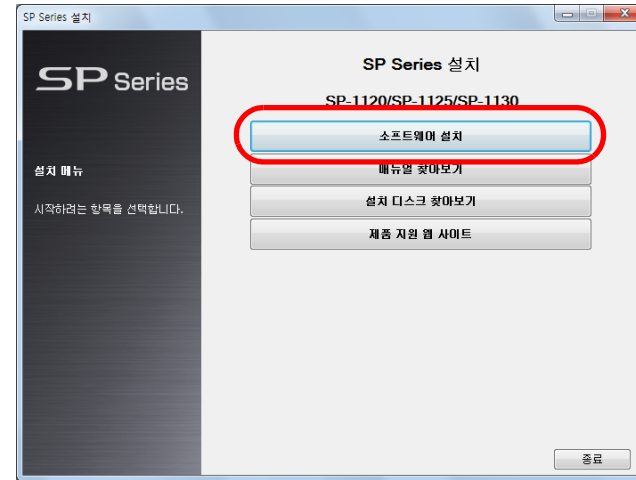 SP Series 설치
SP Series
설치 메뉴
시작하려는 항목을 선택합니다.
SP Series 설치
SP-1120/SP-1125/SP-1130
소프트웨어 설치
매뉴얼 찾아보기
설치 디스크 찾아보기
제품 지원 웹 사이트
종료